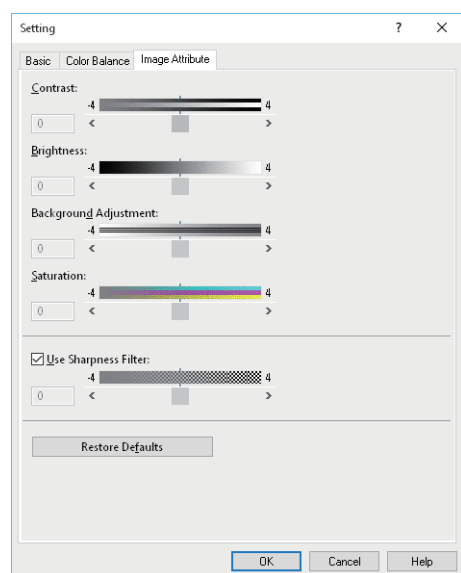 Setting ? ×
Basic Color Balance Image Attribute
Contrast:
-4 4
0 < >
Brightness:
-4 4
0 < >
Background Adjustment:
-4 4
0 < >
Saturation:
-4 4
0 < >
Use Sharpness Filter:
-4 4
0 < >
Restore Defaults
OK Cancel Help